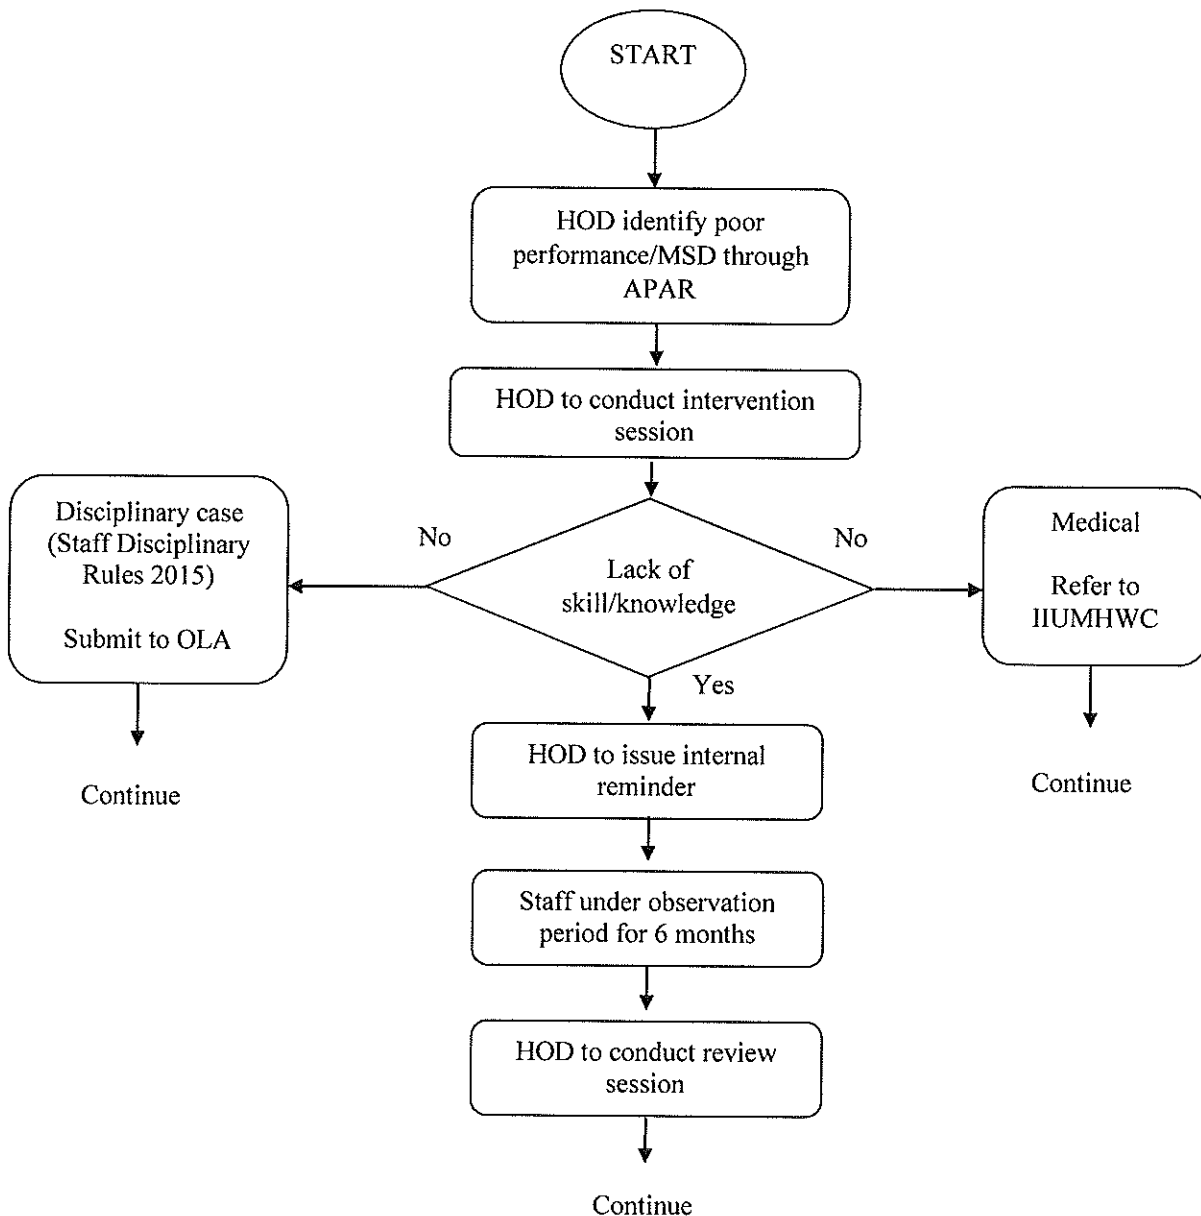 START
HOD identify poor
performance/MSD through
APAR
HOD to conduct intervention
session
Disciplinary case
(Staff Disciplinary
Rules 2015)
Submit to OLA
Continue
No
Lack of
skill/knowledge
No
Medical
Refer to
IIUMHWC
Continue
Yes
HOD to issue internal
reminder
Staff under observation
period for 6 months
HOD to conduct review
session
Continue